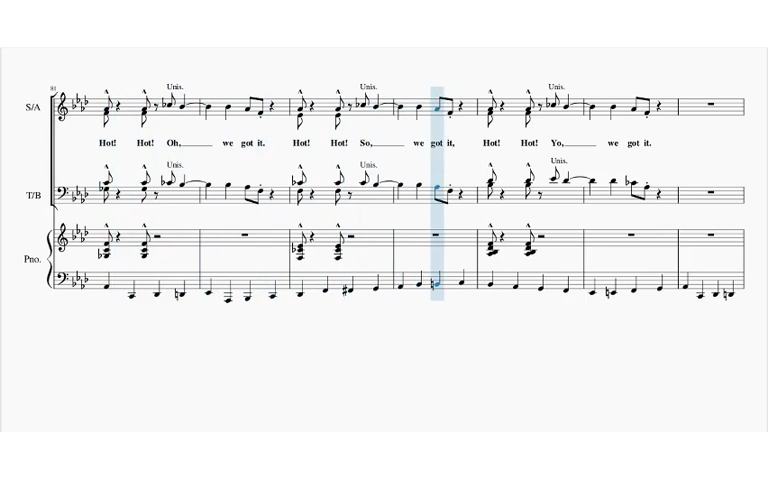 81
Unis. Unis. Unis.
S/A
Hot! Hot! Oh, we got it. Hot! Hot! So, we got it, Hot! Hot! Yo, we got it.
Unis. Unis. Unis.
T/B
Pno.